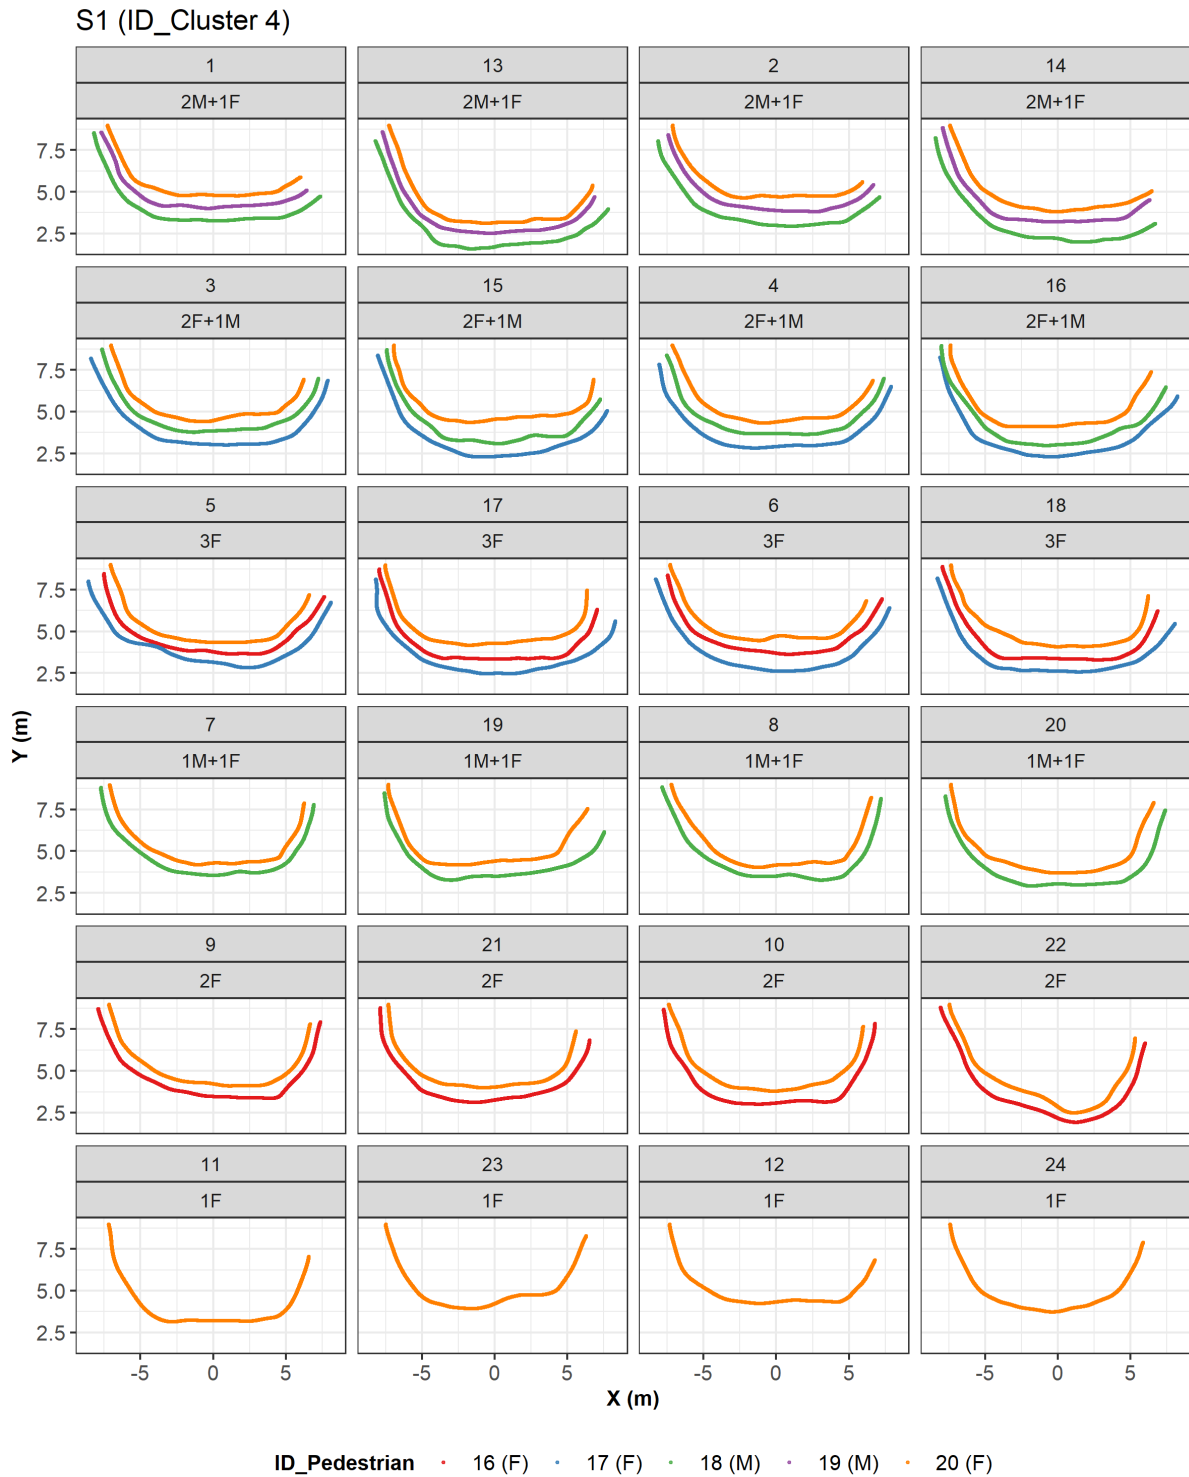 S1 (ID_Cluster 4)
1 13 2 14
2M+1F 2M+1F 2M+1F 2M+1F
7.5
5.0
2.5
3 15 4 16
2F+1M 2F+1M 2F+1M 2F+1M
7.5
5.0
2.5
5 17 6 18
3F 3F 3F 3F
7.5
5.0
2.5
Y (m)
7 19 8 20
1M+1F 1M+1F 1M+1F 1M+1F
7.5
5.0
2.5
9 21 10 22
2F 2F 2F 2F
7.5
5.0
2.5
11 23 12 24
1F 1F 1F 1F
7.5
5.0
2.5
-5 0 5 -5 0 5 -5 0 5 -5 0 5
X (m)
ID_Pedestrian 16 (F) 17 (F) 18 (M) 19 (M) 20 (F)